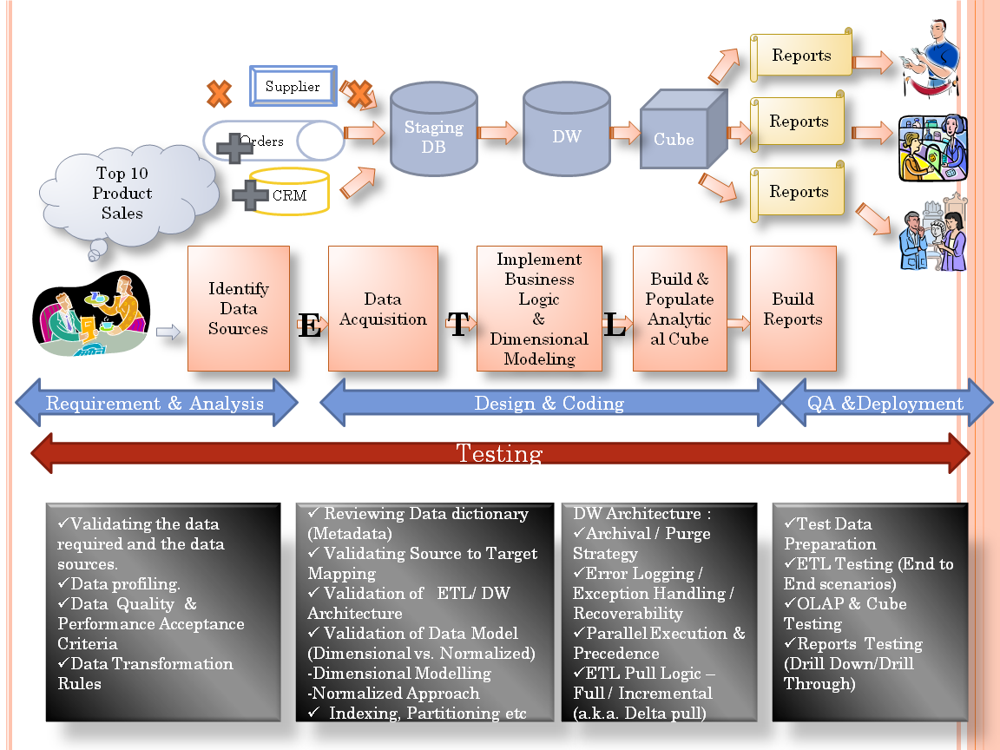 Supplier
Orders
CRM
Top 10
Product
Sales
Staging
DB
DW
Cube
Reports
Reports
Reports
Identify
Data
Sources
E
Data
Acquisition
T
Implement
Business
Logic
&
Dimensional
Modeling
L
Build &
Populate
Analytic
al Cube
Build
Reports
Requirement & Analysis
Design & Coding
QA &Deployment
Testing
✓Validating the data
required and the data
sources.
✓Data profiling.
✓Data Quality &
Performance Acceptance
Criteria
✓Data Transformation
Rules
✓ Reviewing Data dictionary
(Metadata)
✓ Validating Source to Target
Mapping
✓ Validation of ETL/ DW
Architecture
✓ Validation of Data Model
(Dimensional vs. Normalized)
-Dimensional Modelling
-Normalized Approach
✓ Indexing, Partitioning etc
DW Architecture :
✓Archival / Purge
Strategy
✓Error Logging /
Exception Handling /
Recoverability
✓Parallel Execution &
Precedence
✓ETL Pull Logic –
Full / Incremental
(a.k.a. Delta pull)
✓Test Data
Preparation
✓ETL Testing (End to
End scenarios)
✓OLAP & Cube
Testing
✓Reports Testing
(Drill Down/Drill
Through)